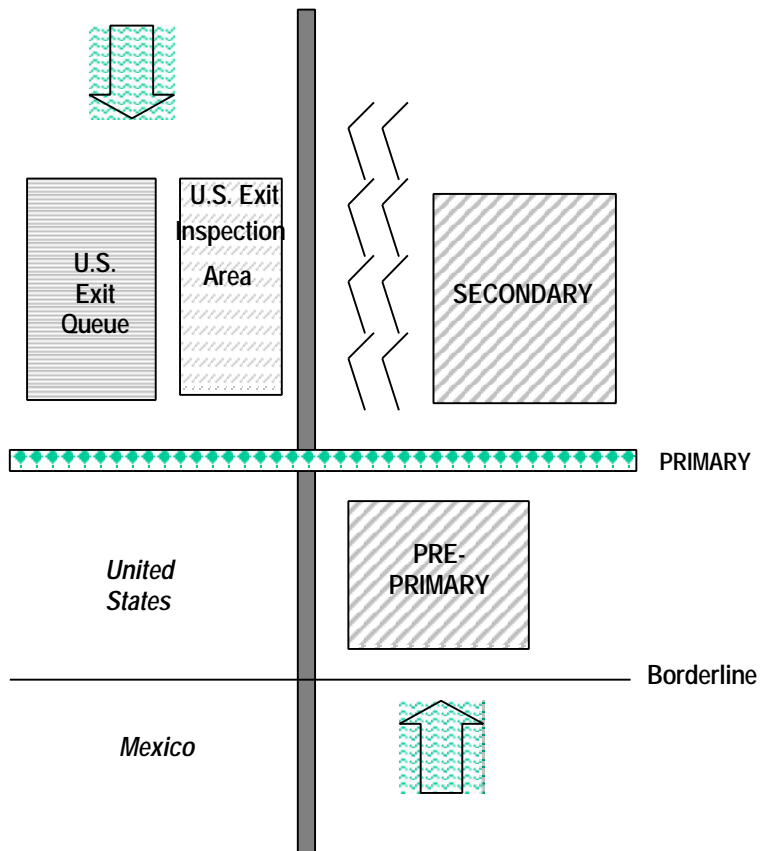 U.S. Exit
Inspection
Area
U.S.
Exit
Queue
SECONDARY
PRIMARY
PRE-
PRIMARY
United
States
Borderline
Mexico